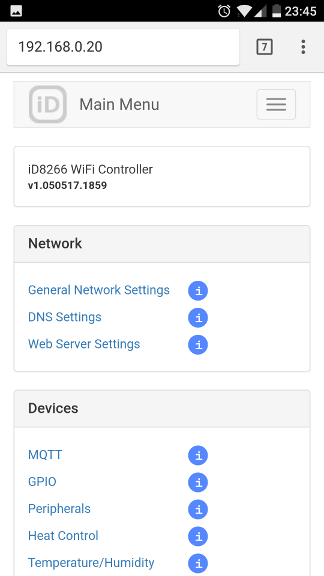 23:45
192.168.0.20
7
iD Main Menu
iD8266 WiFi Controller
v1.050517.1859
Network
General Network Settings i
DNS Settings i
Web Server Settings i
Devices
MQTT i
GPIO i
Peripherals i
Heat Control i
Temperature/Humidity i